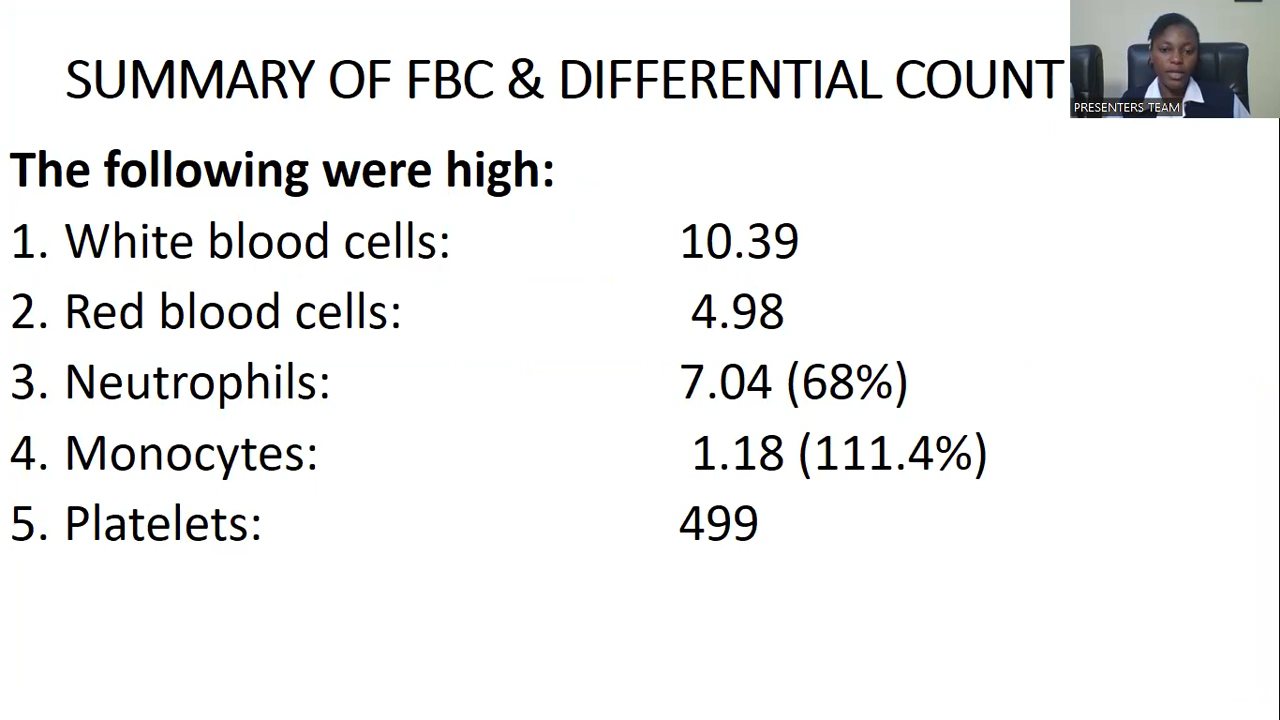 SUMMARY OF FBC & DIFFERENTIAL COUNT
PRESENTERS TEAM
The following were high:
1. White blood cells: 10.39
2. Red blood cells: 4.98
3. Neutrophils: 7.04 (68%)
4. Monocytes: 1.18 (111.4%)
5. Platelets: 499